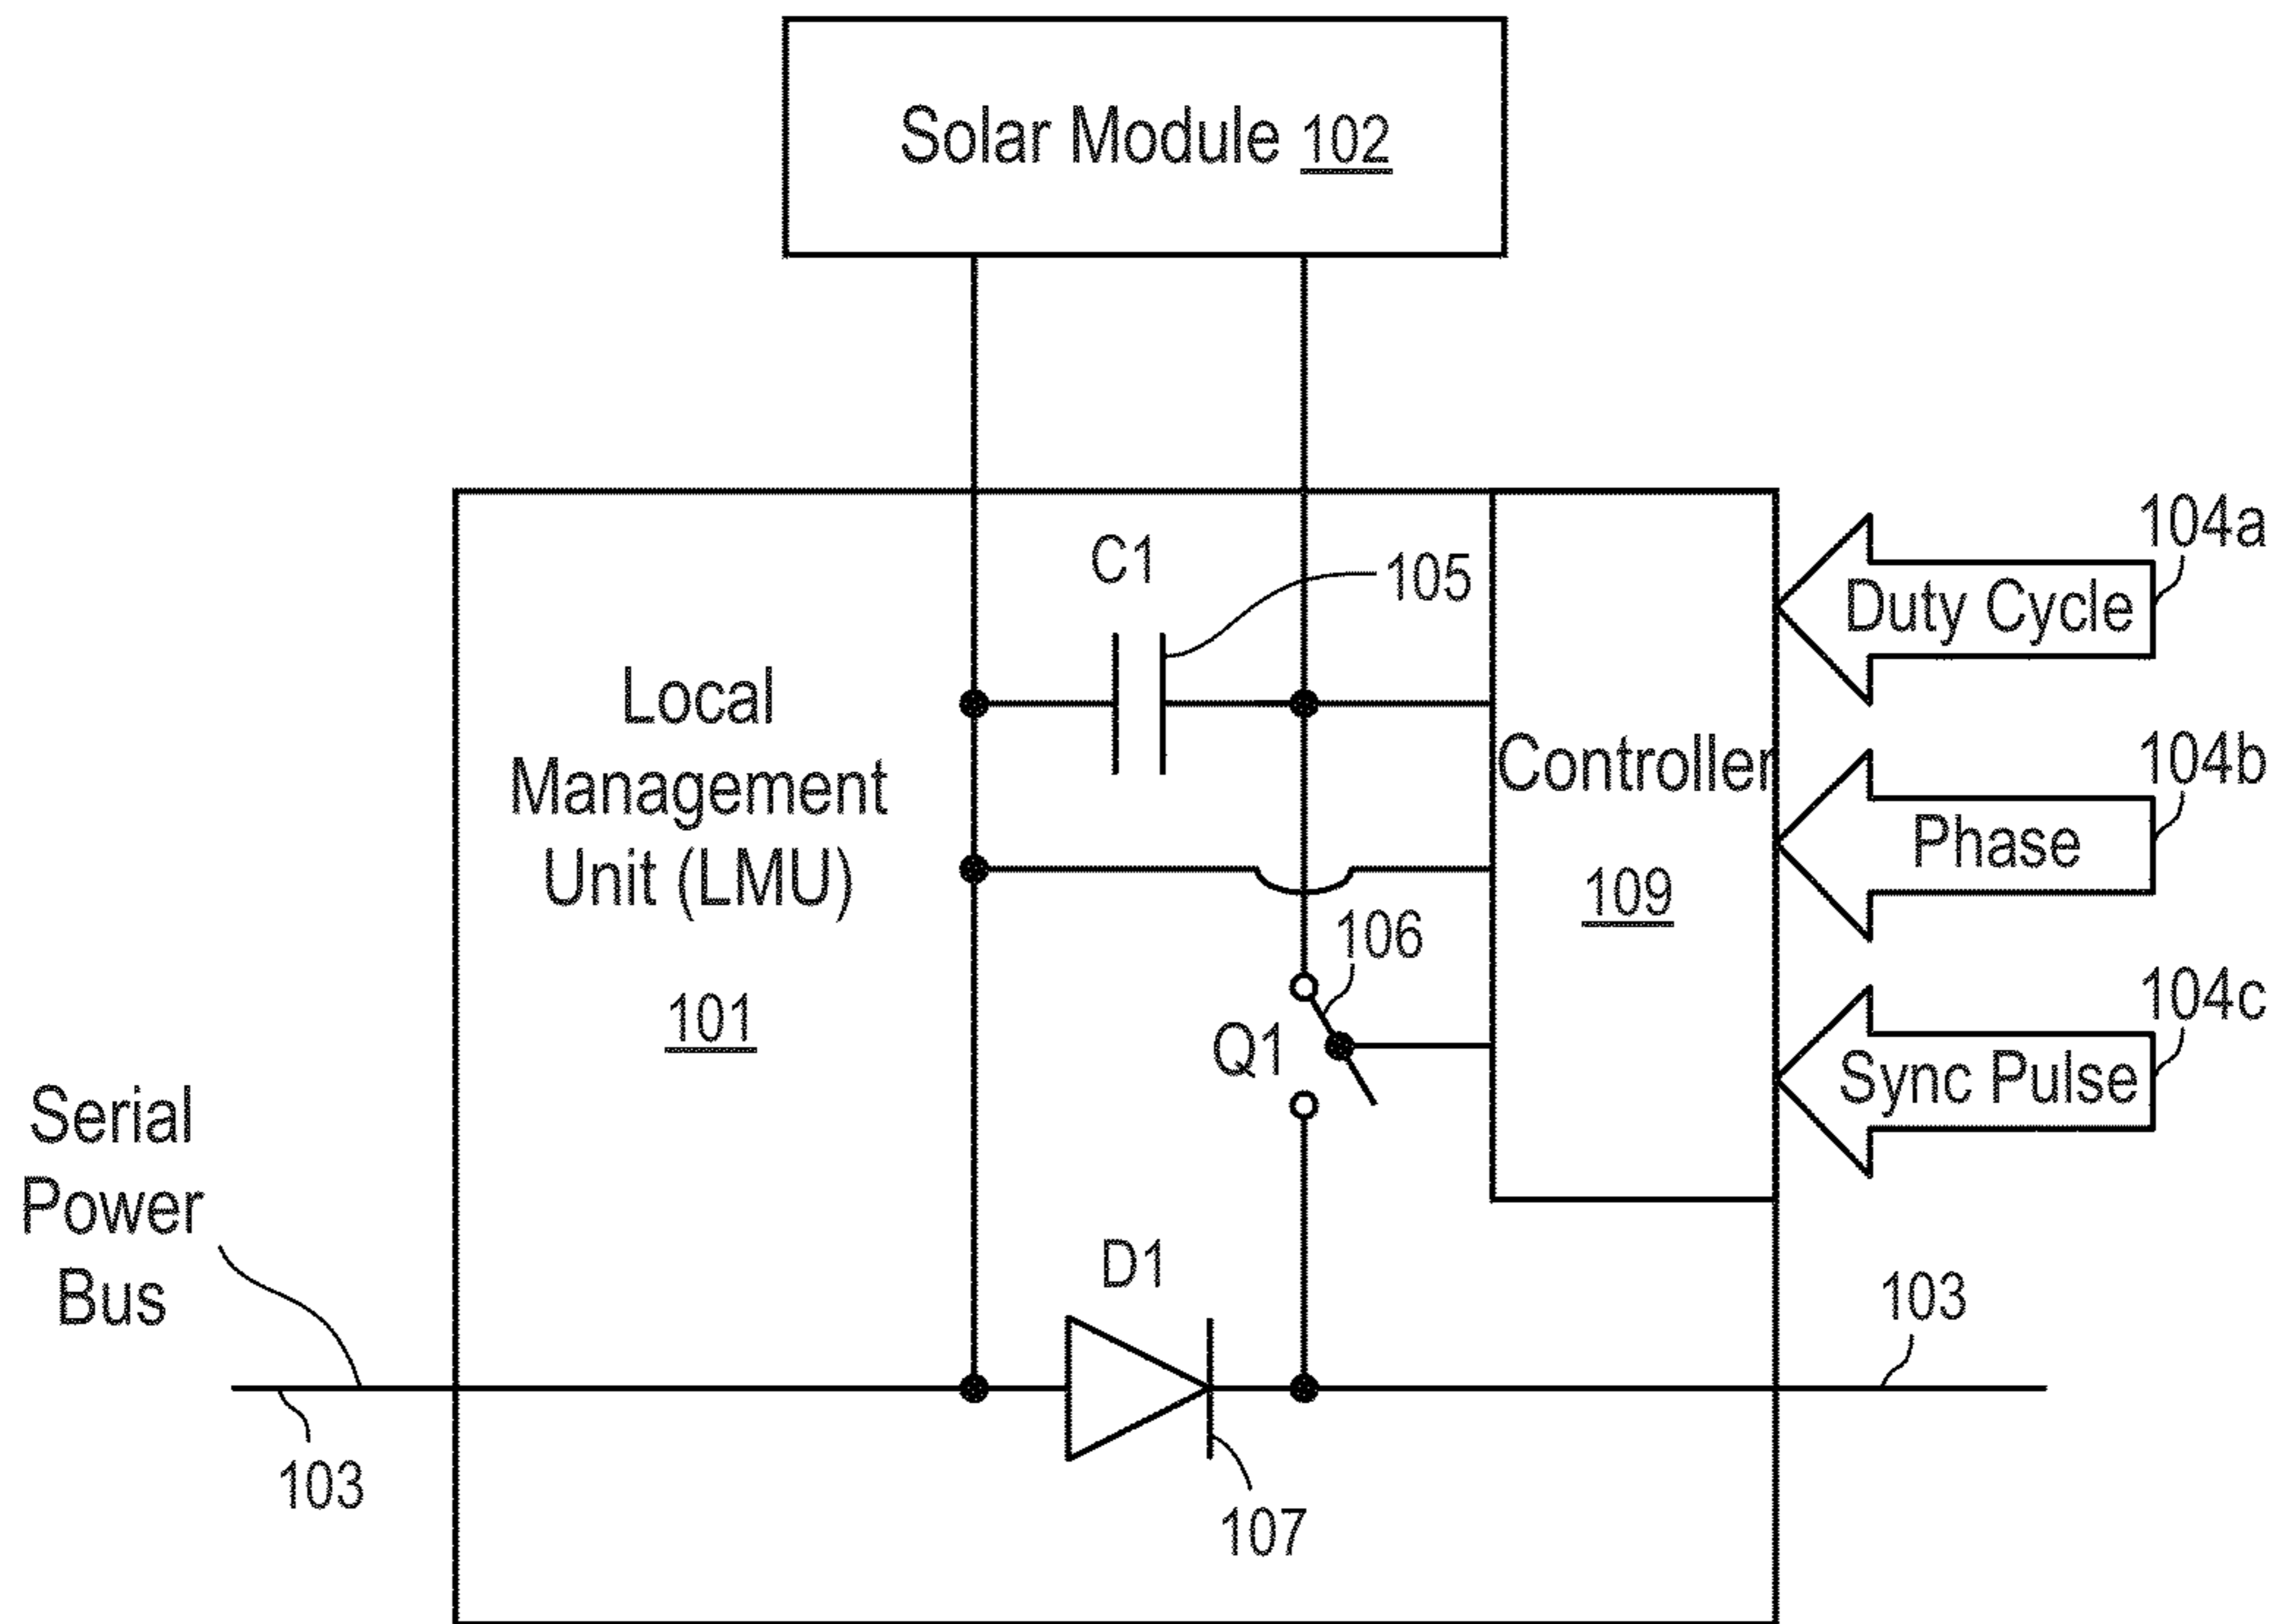 Solar Module 102
C1
105
104a
Duty Cycle
Local
Management
Unit (LMU)
101
Controller
109
104b
Phase
106
Q1
104c
Sync Pulse
Serial
Power
Bus
D1
103
103
107